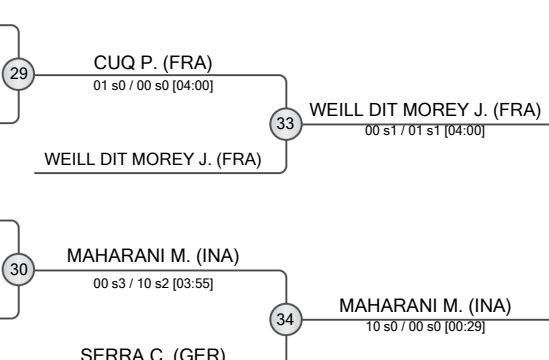 29
CUQ P. (FRA)
01 s0 / 00 s0 [04:00]
33
WEILL DIT MOREY J. (FRA)
00 s1 / 01 s1 [04:00]
WEILL DIT MOREY J. (FRA)
30
MAHARANI M. (INA)
00 s3 / 10 s2 [03:55]
34
MAHARANI M. (INA)
10 s0 / 00 s0 [00:29]
SERRA C. (GER)